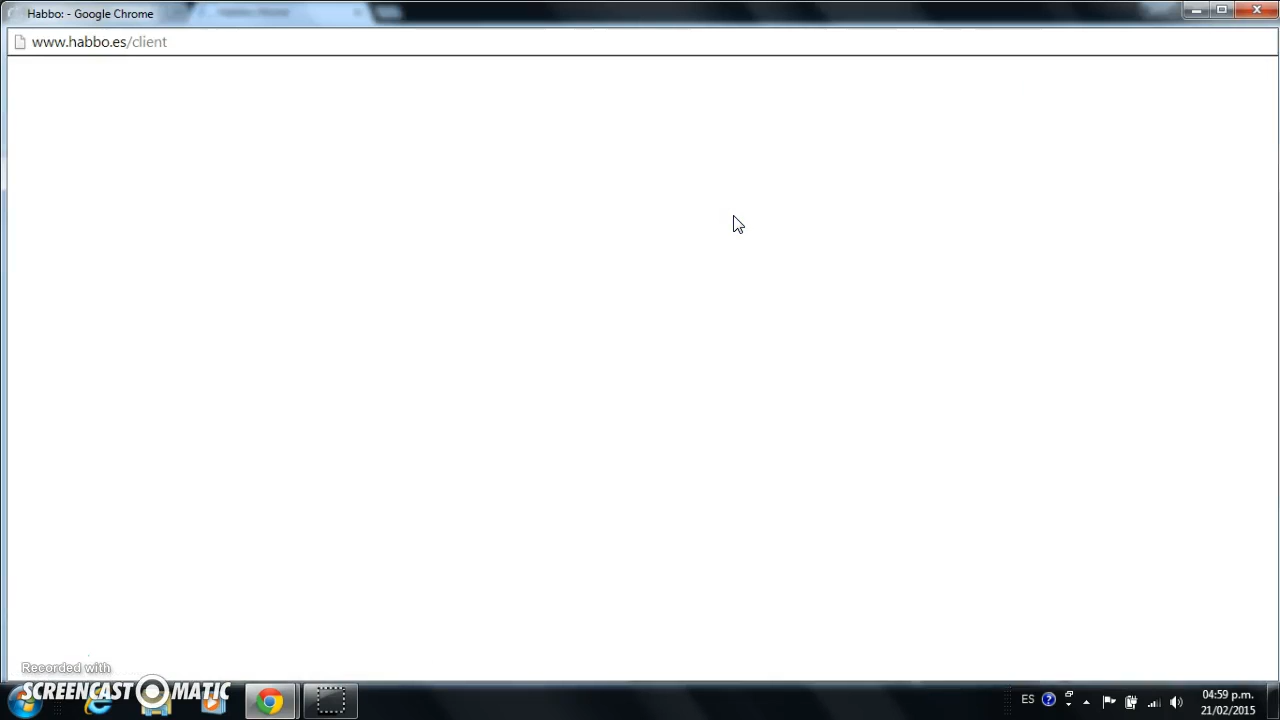 Habbo: - Google Chrome
www.habbo.es/client
Recorded with
SCREENCAST MATIC
ES
04:59 p.m.
21/02/2015